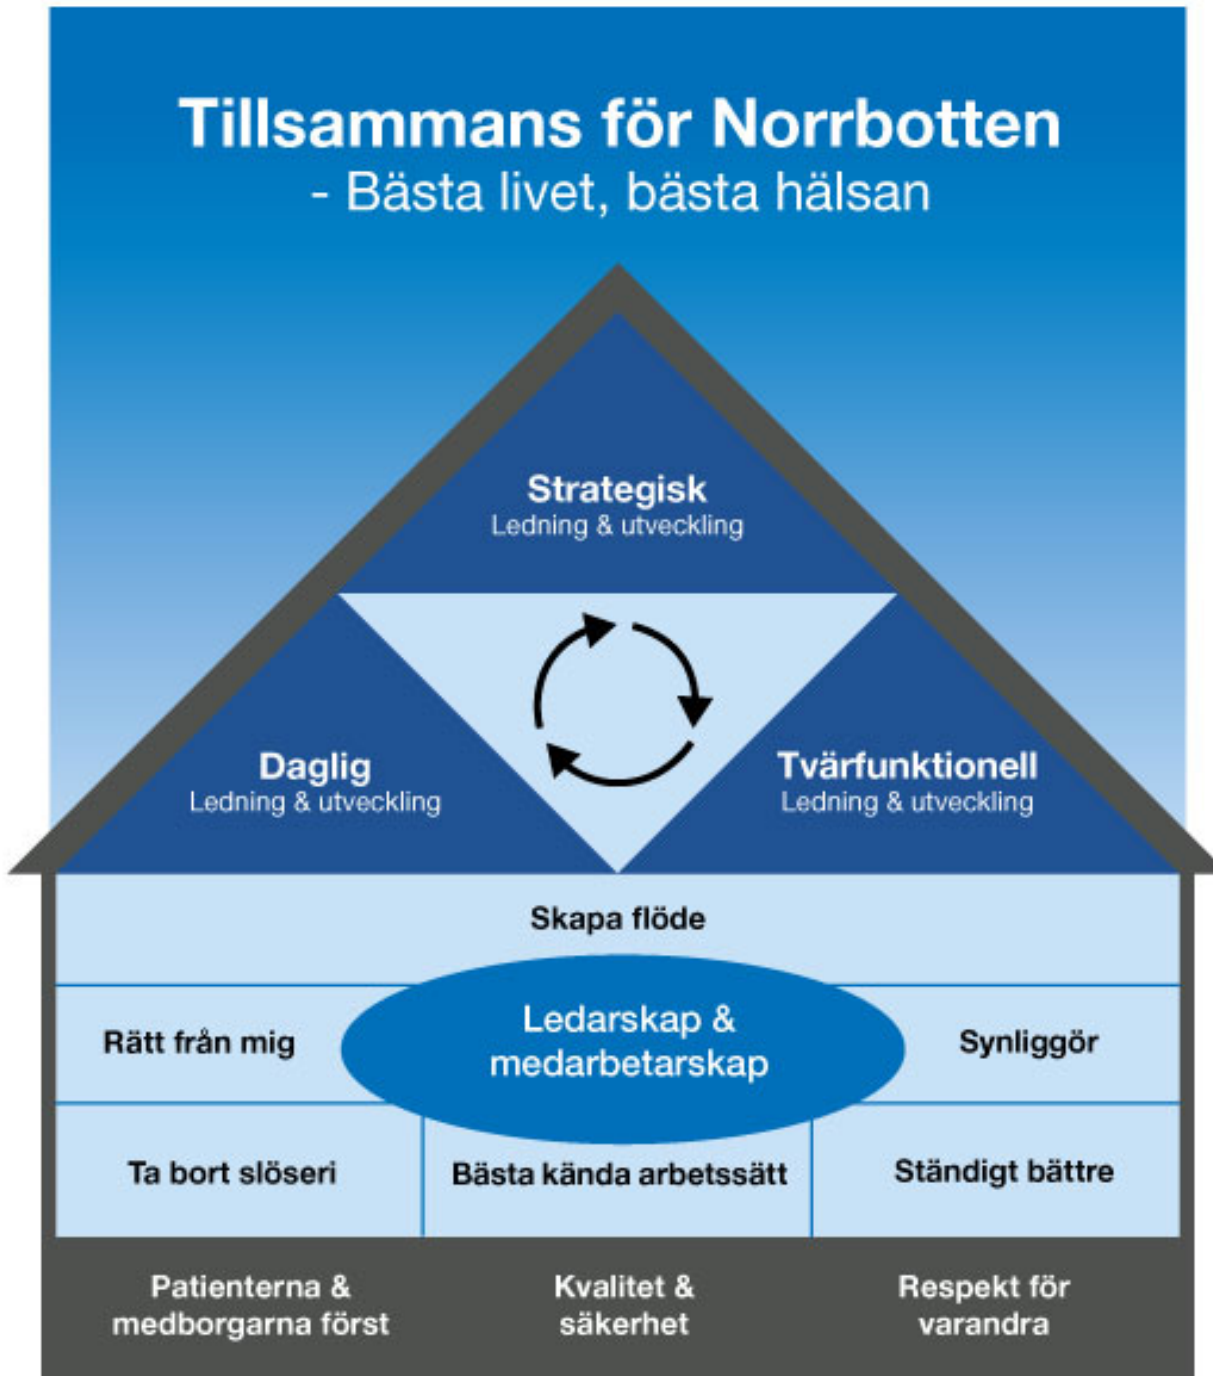 Tillsammans för Norrbotten
- Bästa livet, bästa hälsan
Strategisk
Ledning & utveckling
Daglig
Ledning & utveckling
Tvärfunktionell
Ledning & utveckling
Skapa flöde
Rätt från mig
Ledarskap &
medarbetarskap
Synliggör
Ta bort slöseri
Bästa kända arbetssätt
Ständigt bättre
Patienterna &
medborgarna först
Kvalitet &
säkerhet
Respekt för
varandra